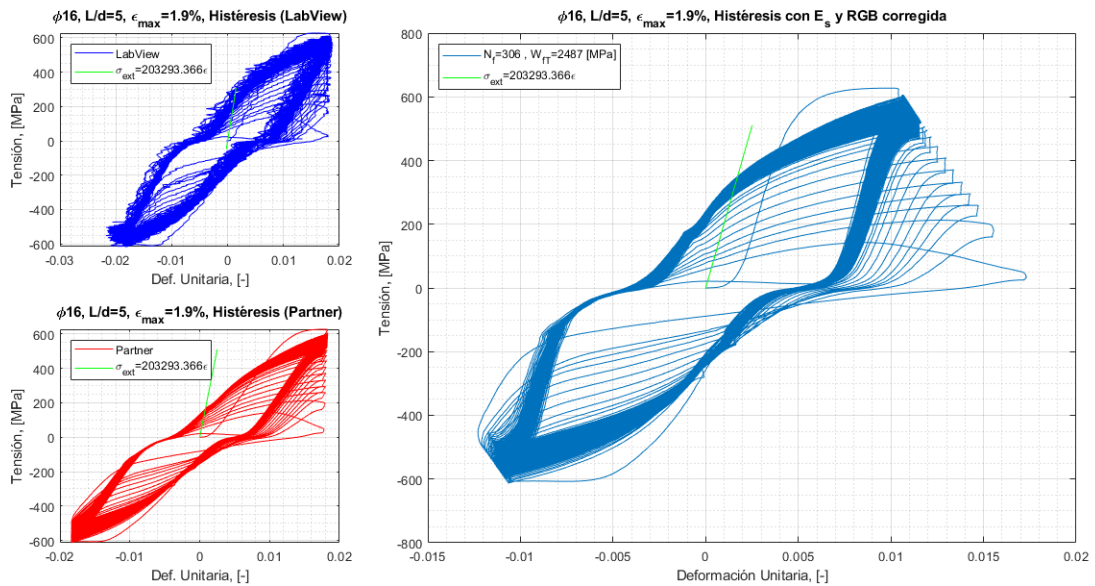 ϕ16, L/d=5, ϵmax=1.9%, Histéresis (LabView)
LabView
σext=203293.366ϵ
Tensión, [MPa]
600
400
200
0
-200
-400
-600
-0.03 -0.02 -0.01 0 0.01 0.02
Def. Unitaria, [-]
ϕ16, L/d=5, ϵmax=1.9%, Histéresis (Partner)
Partner
σext=203293.366ϵ
Tensión, [MPa]
600
400
200
0
-200
-400
-600
-0.02 -0.01 0 0.01 0.02
Def. Unitaria, [-]
ϕ16, L/d=5, ϵmax=1.9%, Histéresis con Es y RGB corregida
Nf=306 , WfT=2487 [MPa]
σext=203293.366ϵ
Tensión, [MPa]
800
600
400
200
0
-200
-400
-600
-800
-0.015 -0.01 -0.005 0 0.005 0.01 0.015 0.02
Deformación Unitaria, [-]